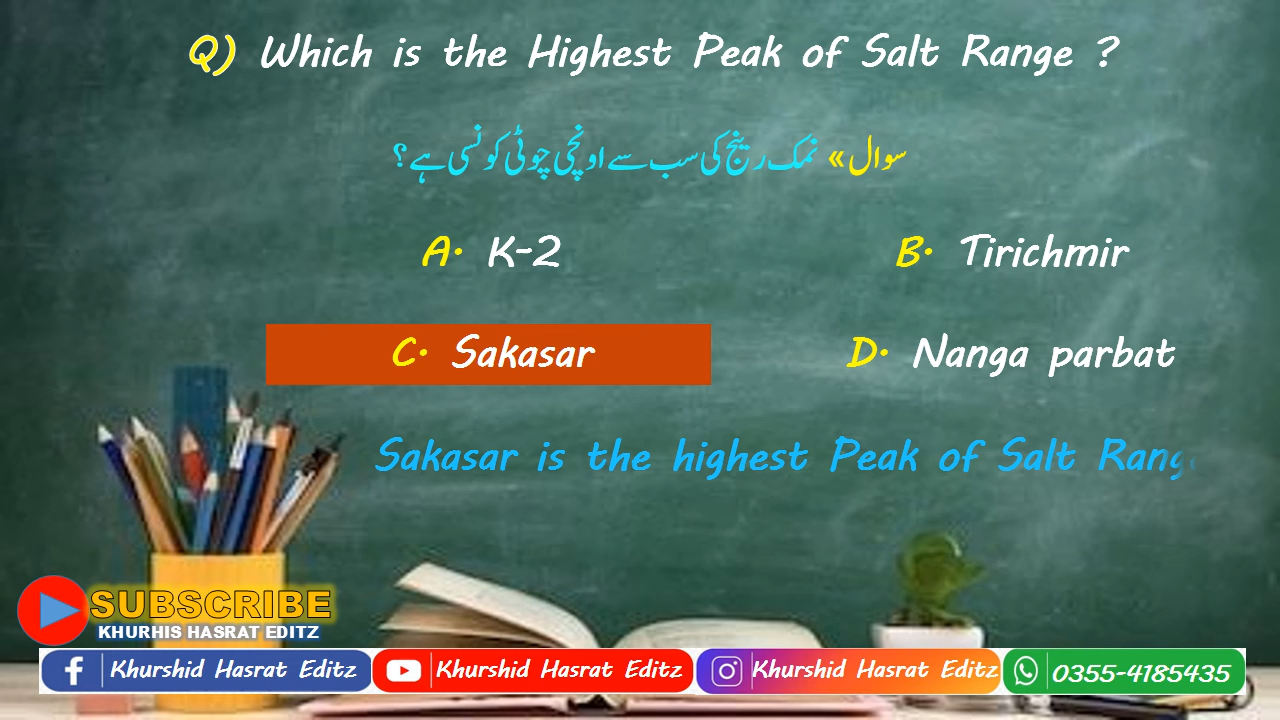 Q) Which is the Highest Peak of Salt Range ?
سوال » نمک رینج کی سب سے اونچی چوٹی کونسی ہے ؟
A. K-2
B. Tirichmir
C. Sakasar
D. Nanga parbat
Sakasar is the highest Peak of Salt Rang
SUBSCRIBE
KHURHIS HASRAT EDITZ
Khurshid Hasrat Editz
Khurshid Hasrat Editz
Khurshid Hasrat Editz
0355-4185435